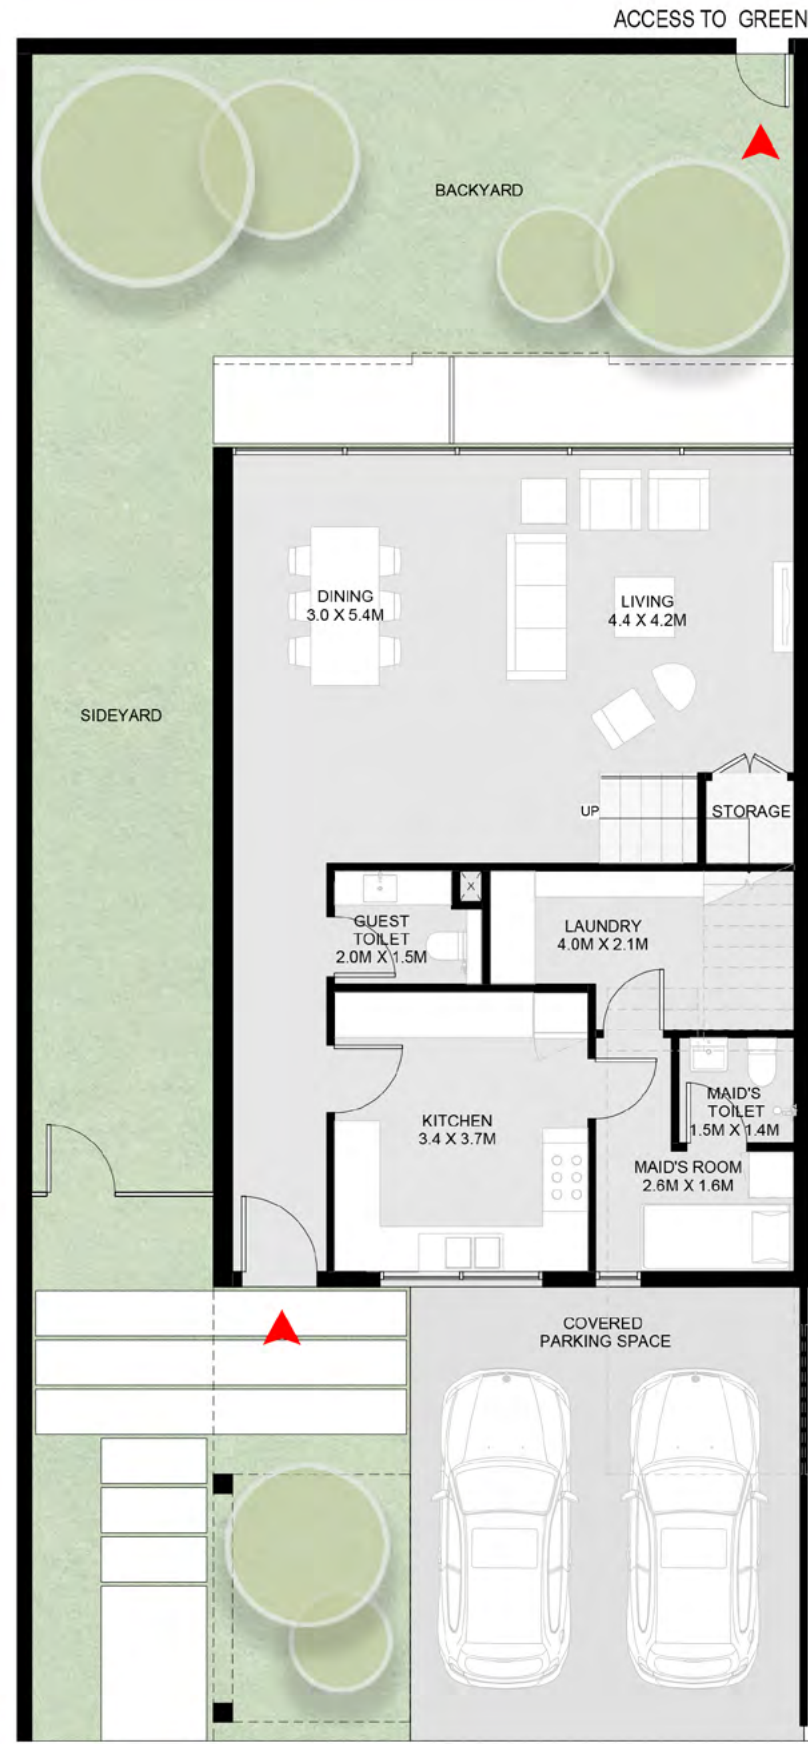 ACCESS TO GREEN
BACKYARD
DINING
3.0 X 5.4M
LIVING
4.4 X 4.2M
SIDEYARD
UP
STORAGE
X
GUEST
TOILET
2.0M X 1.5M
LAUNDRY
4.0M X 2.1M
KITCHEN
3.4 X 3.7M
MAID'S
TOILET
1.5M X 1.4M
MAID'S ROOM
2.6M X 1.6M
COVERED
PARKING SPACE